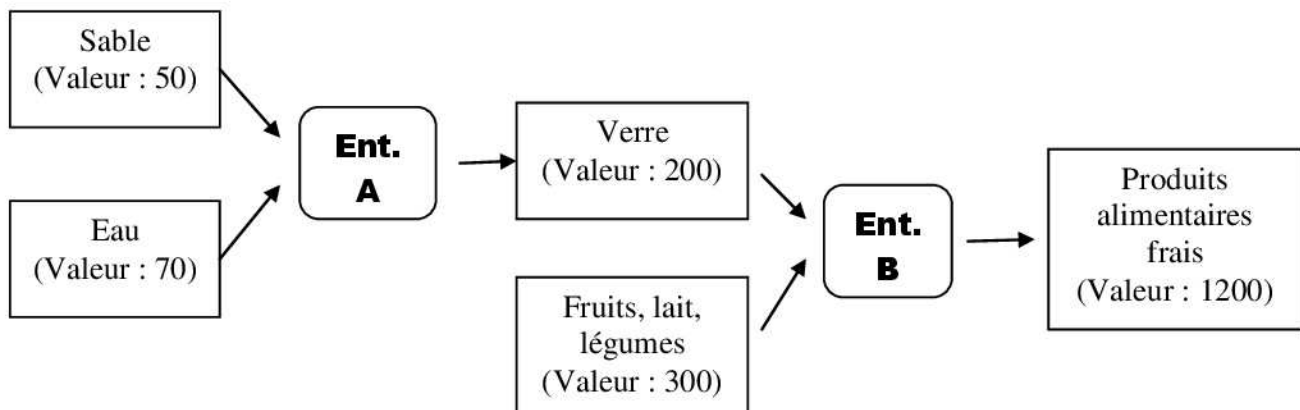 Sable
(Valeur : 50)
Eau
(Valeur : 70)
Ent.
A
Verre
(Valeur : 200)
Fruits, lait,
légumes
(Valeur : 300)
Ent.
B
Produits
alimentaires
frais
(Valeur : 1200)